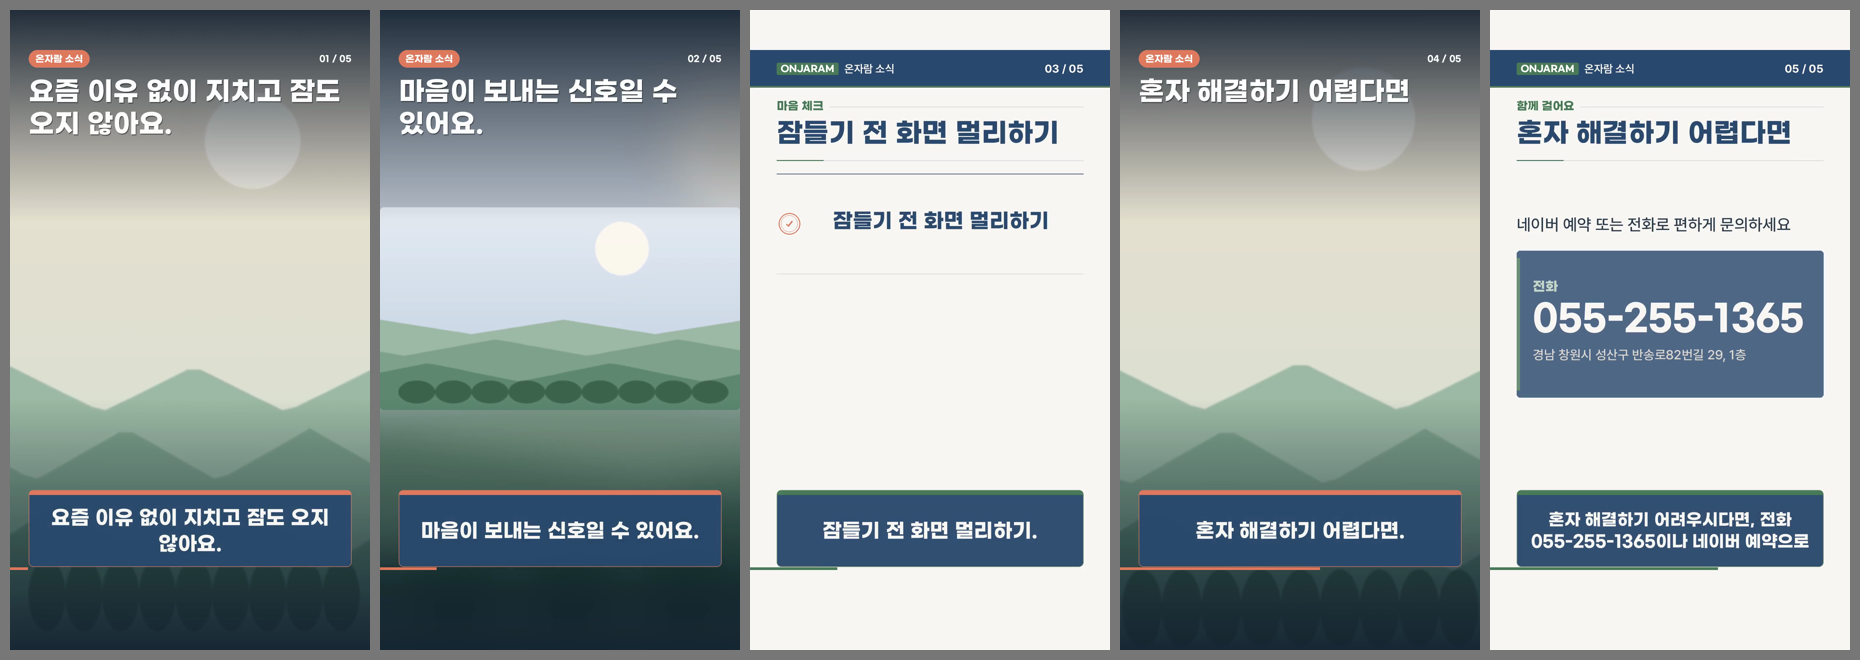 온자람 소식
01 / 05
요즘 이유 없이 지치고 잠도
오지 않아요.
요즘 이유 없이 지치고 잠도 오지
않아요.
온자람 소식
02 / 05
마음이 보내는 신호일 수
있어요.
마음이 보내는 신호일 수 있어요.
ONJARAM 온자람 소식
03 / 05
마음 체크
잠들기 전 화면 멀리하기
잠들기 전 화면 멀리하기
잠들기 전 화면 멀리하기.
온자람 소식
04 / 05
혼자 해결하기 어렵다면
혼자 해결하기 어렵다면.
ONJARAM 온자람 소식
05 / 05
함께 걸어요
혼자 해결하기 어렵다면
네이버 예약 또는 전화로 편하게 문의하세요
전화
055-255-1365
경남 창원시 성산구 반송로82번길 29, 1층
혼자 해결하기 어려우시다면, 전화
055-255-1365이나 네이버 예약으로